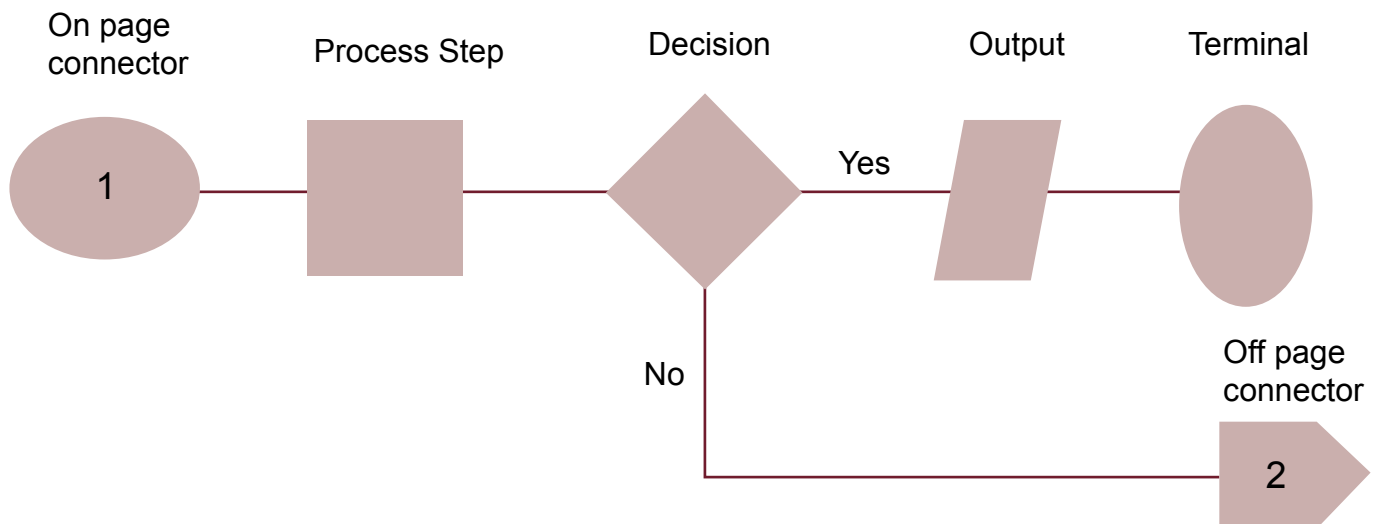 On page
connector
Process Step
Decision
Output
Terminal
1
Yes
No
Off page
connector
2